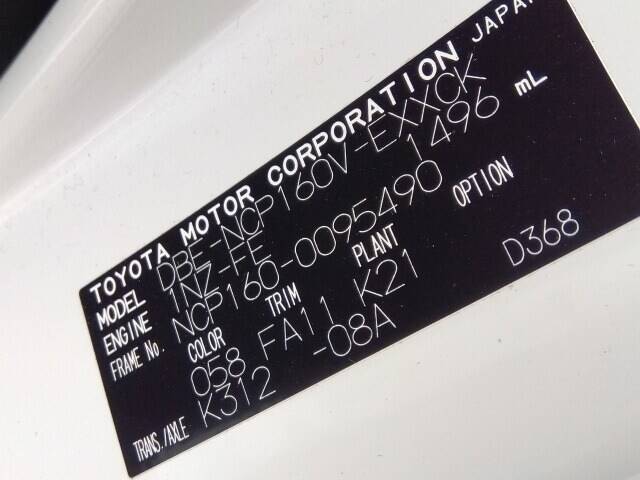 TOYOTA MOTOR CORPORATION JAPAN
MODEL DBE-NCP160V-EXXCK
ENGINE 1NZ-FE 1496 mL
FRAME No. NCP160-0095490
COLOR TRIM PLANT OPTION
058 FA11 K21 D368
TRANS./AXLE K312 -08A